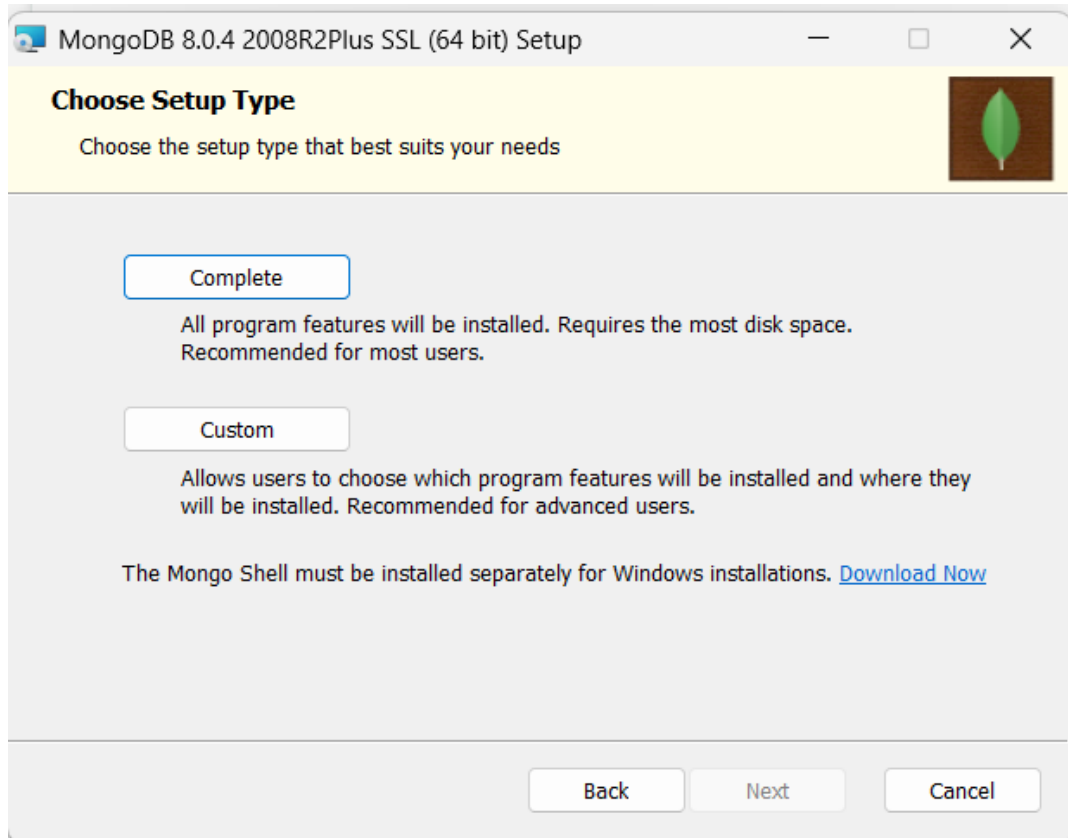 MongoDB 8.0.4 2008R2Plus SSL (64 bit) Setup
Choose Setup Type
Choose the setup type that best suits your needs
Complete
All program features will be installed. Requires the most disk space.
Recommended for most users.
Custom
Allows users to choose which program features will be installed and where they
will be installed. Recommended for advanced users.
The Mongo Shell must be installed separately for Windows installations. Download Now
Back Next Cancel